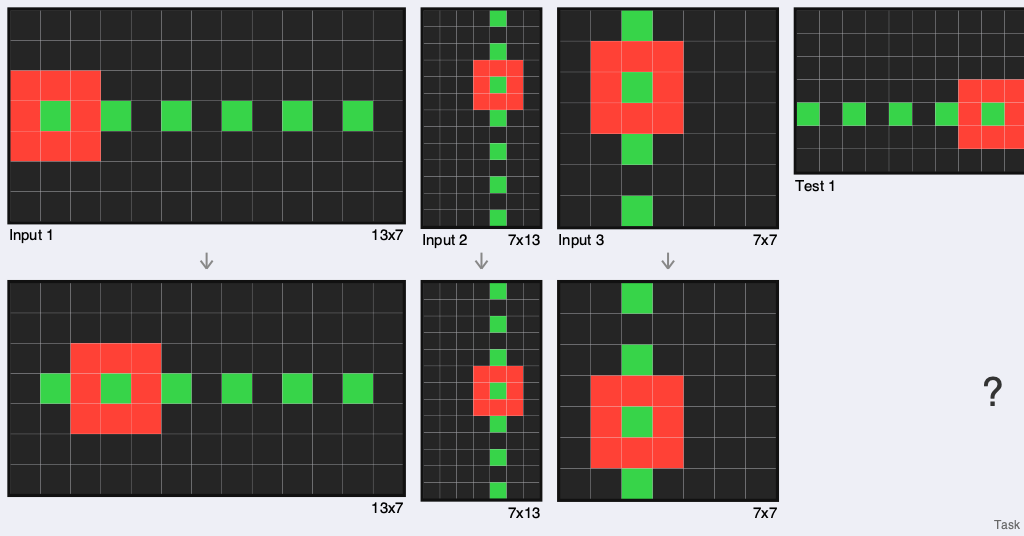 Input 1
13x7
Input 2
7x13
Input 3
7x7
Test 1
13x7
7x13
7x7
?
Task